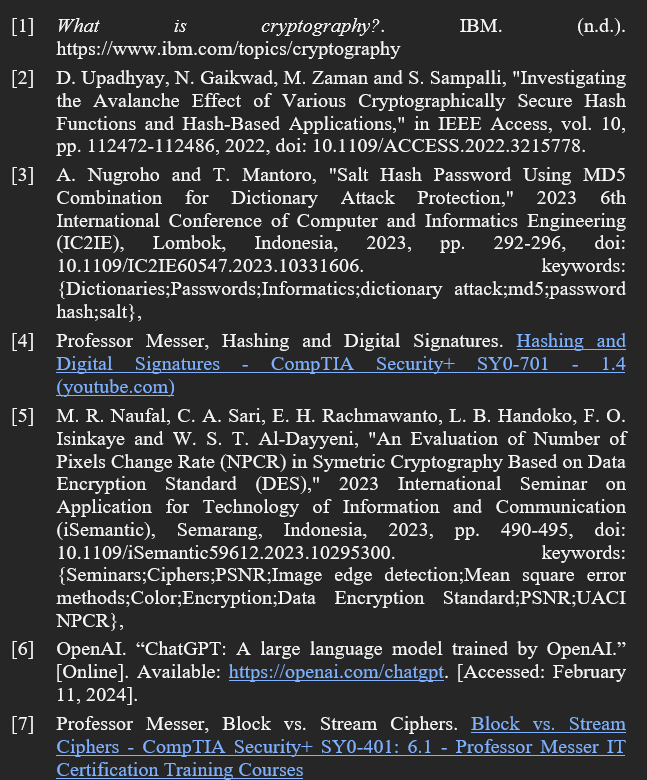 [1] What is cryptography?. IBM. (n.d.).
https://www.ibm.com/topics/cryptography
[2] D. Upadhyay, N. Gaikwad, M. Zaman and S. Sampalli, "Investigating
the Avalanche Effect of Various Cryptographically Secure Hash
Functions and Hash-Based Applications," in IEEE Access, vol. 10,
pp. 112472-112486, 2022, doi: 10.1109/ACCESS.2022.3215778.
[3] A. Nugroho and T. Mantoro, "Salt Hash Password Using MD5
Combination for Dictionary Attack Protection," 2023 6th
International Conference of Computer and Informatics Engineering
(IC2IE), Lombok, Indonesia, 2023, pp. 292-296, doi:
10.1109/IC2IE60547.2023.10331606. keywords:
{Dictionaries;Passwords;Informatics;dictionary attack;md5;password
hash;salt},
[4] Professor Messer, Hashing and Digital Signatures. Hashing and
Digital Signatures - CompTIA Security+ SY0-701 - 1.4
(youtube.com)
[5] M. R. Naufal, C. A. Sari, E. H. Rachmawanto, L. B. Handoko, F. O.
Isinkaye and W. S. T. Al-Dayyeni, "An Evaluation of Number of
Pixels Change Rate (NPCR) in Symetric Cryptography Based on Data
Encryption Standard (DES)," 2023 International Seminar on
Application for Technology of Information and Communication
(iSemantic), Semarang, Indonesia, 2023, pp. 490-495, doi:
10.1109/iSemantic59612.2023.10295300. keywords:
{Seminars;Ciphers;PSNR;Image edge detection;Mean square error
methods;Color;Encryption;Data Encryption Standard;PSNR;UACI
NPCR},
[6] OpenAI. “ChatGPT: A large language model trained by OpenAI.”
[Online]. Available: https://openai.com/chatgpt. [Accessed: February
11, 2024].
[7] Professor Messer, Block vs. Stream Ciphers. Block vs. Stream
Ciphers - CompTIA Security+ SY0-401: 6.1 - Professor Messer IT
Certification Training Courses